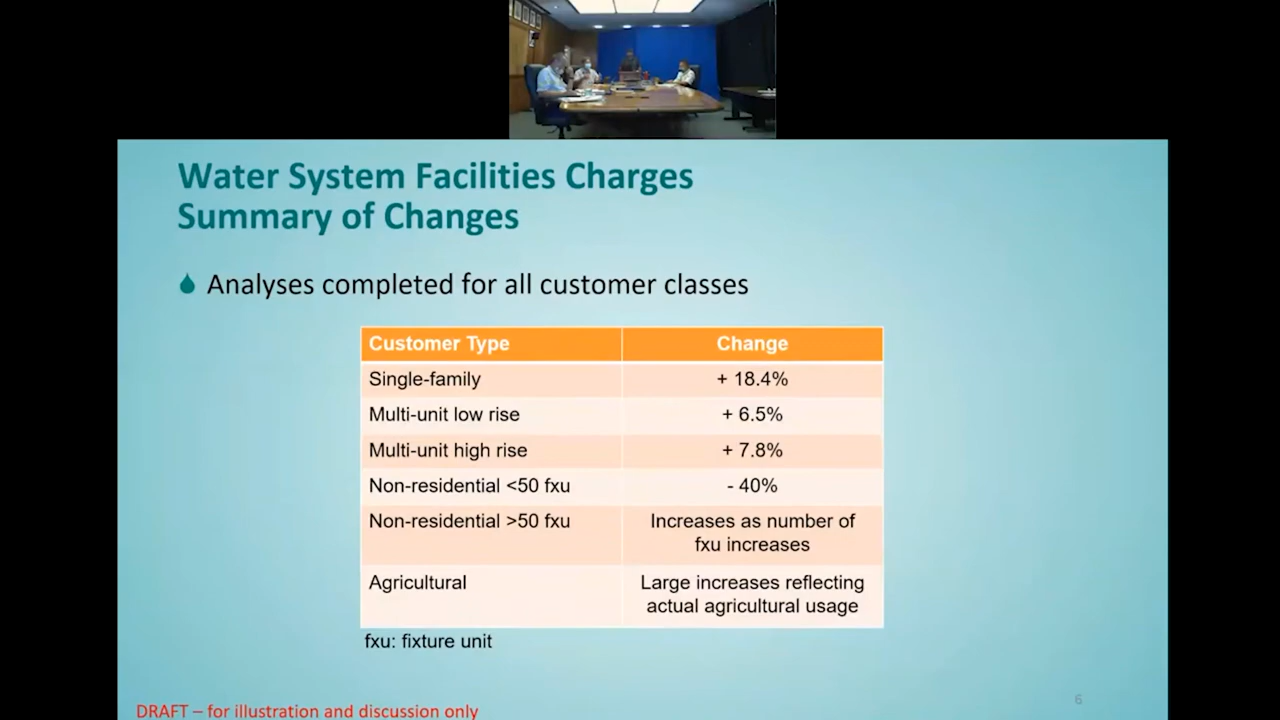 Water System Facilities Charges
Summary of Changes
Analyses completed for all customer classes
Customer Type Change
Single-family + 18.4%
Multi-unit low rise + 6.5%
Multi-unit high rise + 7.8%
Non-residential <50 fxu - 40%
Non-residential >50 fxu Increases as number of
fxu increases
Agricultural Large increases reflecting
actual agricultural usage
fxu: fixture unit
6
DRAFT – for illustration and discussion only